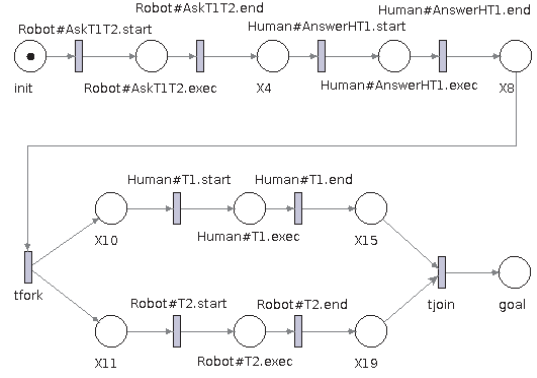 Robot#AskT1T2.end
Human#AnswerHT1.end
Robot#AskT1T2.start
Human#AnswerHT1.start
init
Robot#AskT1T2.exec
X4
Human#AnswerHT1.exec
X8
Human#T1.start
Human#T1.end
X10
Human#T1.exec
X15
tfork
Robot#T2.start
Robot#T2.end
tjoin
goal
X11
Robot#T2.exec
X19